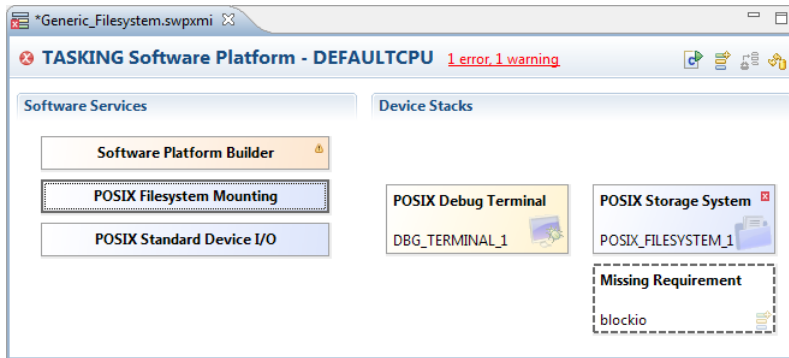 *Generic_Filesystem.swpxmi
TASKING Software Platform - DEFAULTCPU 1 error, 1 warning
Software Services
Device Stacks
Software Platform Builder
POSIX Filesystem Mounting
POSIX Standard Device I/O
POSIX Debug Terminal
DBG_TERMINAL_1
POSIX Storage System
POSIX_FILESYSTEM_1
Missing Requirement
blockio